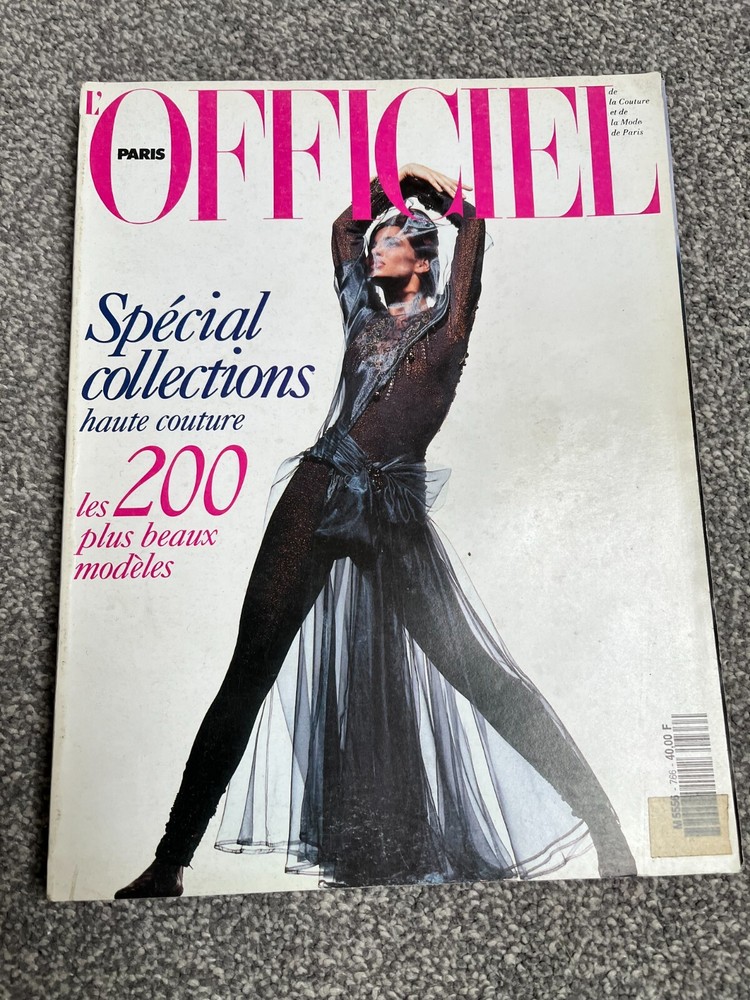 L'OFFICIEL
PARIS
de
la Couture
et de
la Mode
de Paris
Spécial
collections
haute couture
les 200
plus beaux
modèles
- 766 - 40,00 F